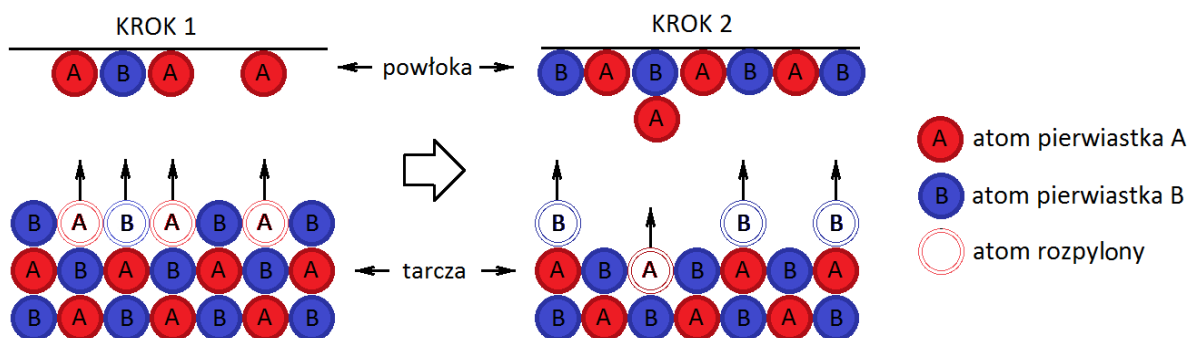 KROK 1
KROK 2
A B A A
powłoka
B A B A B A B
A
A atom pierwiastka A
B atom pierwiastka B
atom rozpylony
B A B A B A B
B B B
A B A B A B A
tarcza
A B A B A B A
B A B A B A B
B A B A B A B